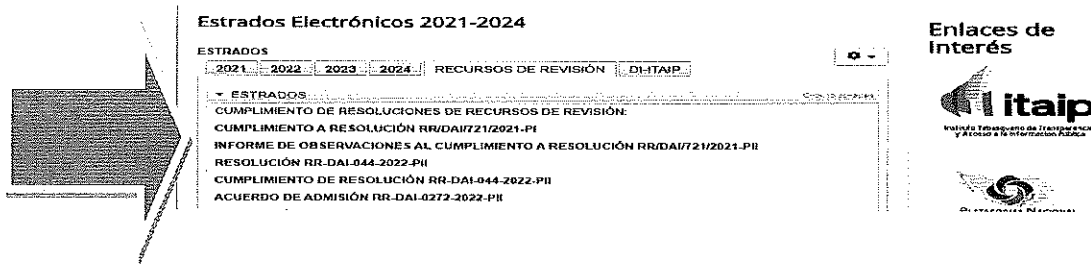 Estrados Electrónicos 2021-2024
ESTRADOS
2021 2022 2023 2024 RECURSOS DE REVISIÓN DI-ITAIP
ESTRADOS
CUMPLIMIENTO DE RESOLUCIONES DE RECURSOS DE REVISIÓN:
CUMPLIMIENTO A RESOLUCIÓN RR/DAI/721/2021-PI
INFORME DE OBSERVACIONES AL CUMPLIMIENTO A RESOLUCIÓN RR/DAI/721/2021-PII
RESOLUCIÓN RR-DAI-044-2022-PII
CUMPLIMIENTO DE RESOLUCIÓN RR-DAI-044-2022-PII
ACUERDO DE ADMISIÓN RR-DAI-0272-2022-PII
Enlaces de
Interés
itaip
Instituto Tabasqueño de Transparencia
y Acceso a la Información Pública
PLATAFORMA NACIONAL